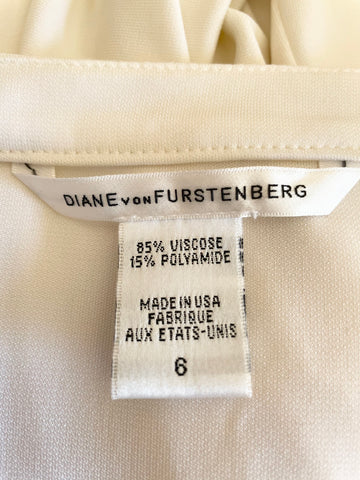 DIANE VON FURSTENBERG
85% VISCOSE
15% POLYAMIDE
MADE IN USA
FABRIQUE
AUX ETATS-UNIS
6